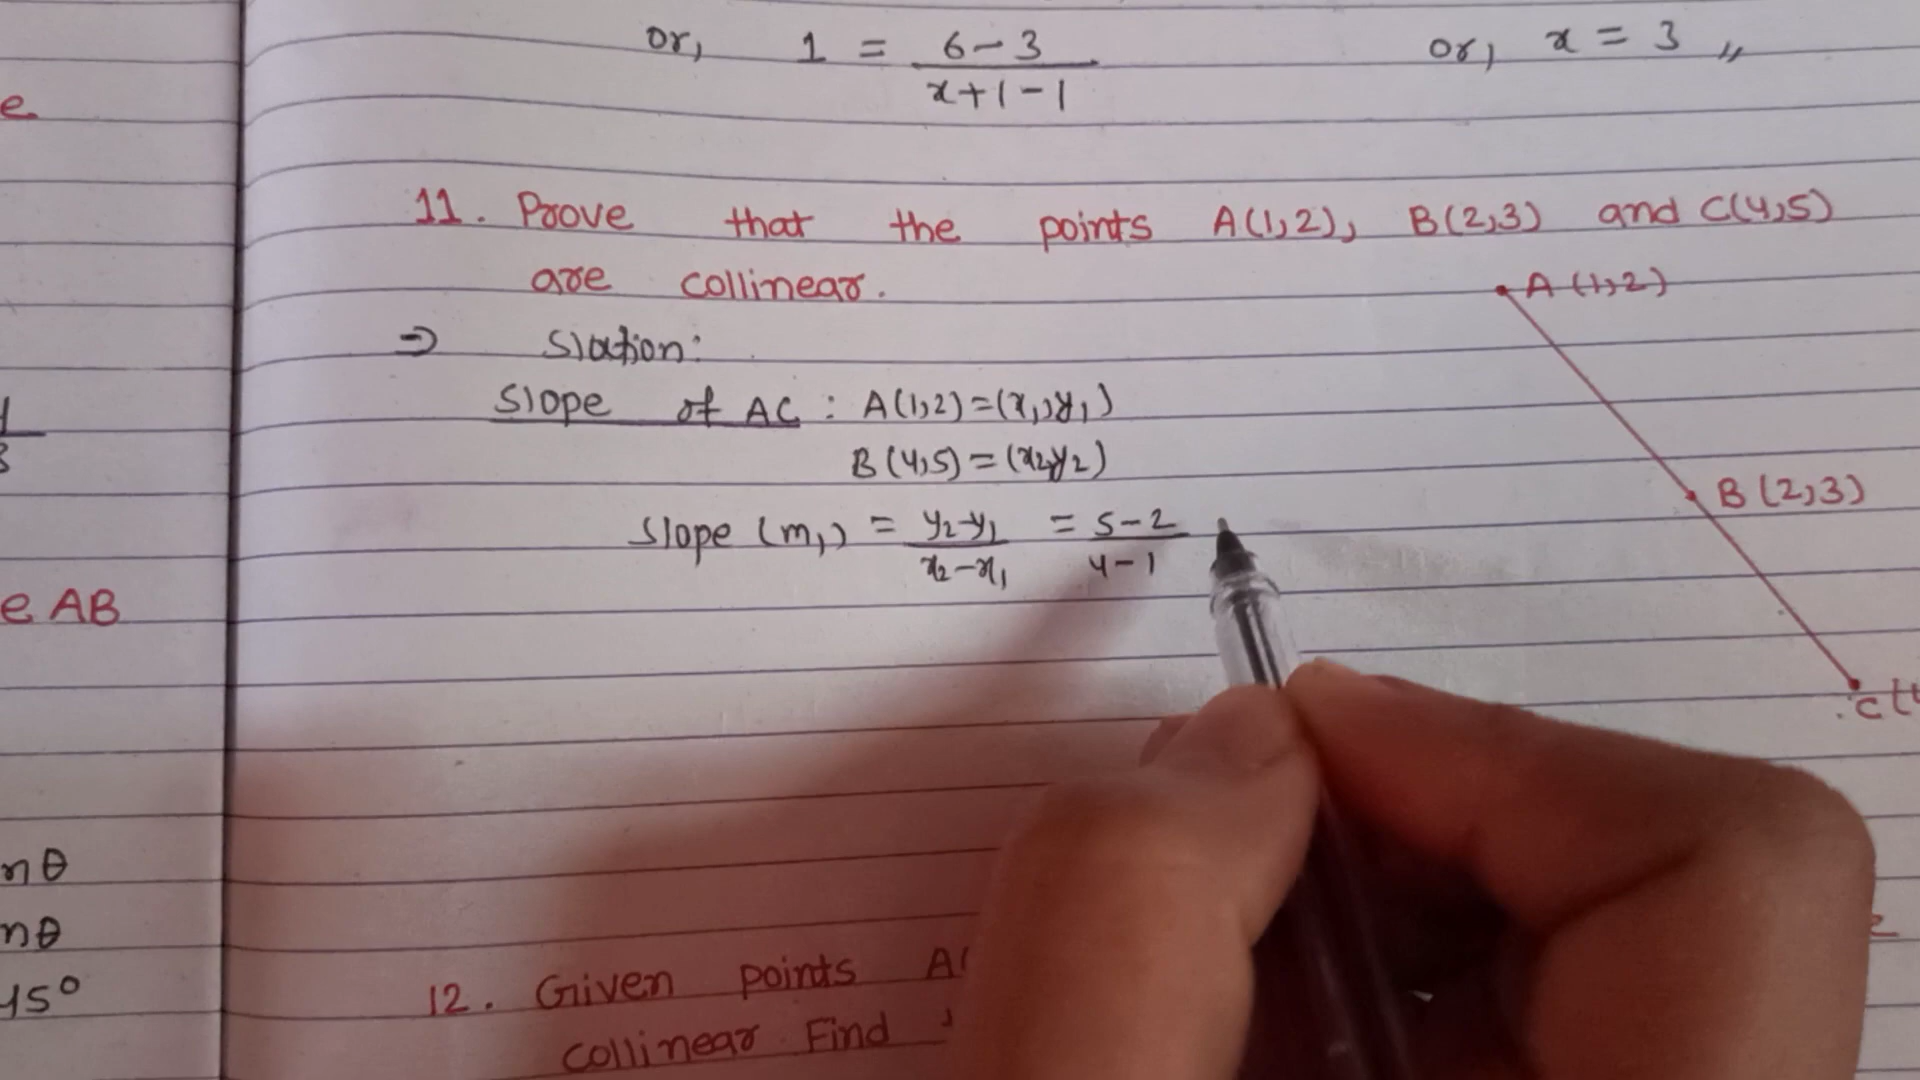 or, 1 = 6-3 / x+1-1
or, x = 3 ,,
e
11. Prove that the points A(1,2), B(2,3) and C(4,5)
are collinear.
A (1,2)
⇒ Slation:
Slope of AC : A(1,2)=(x₁,y₁)
B (4,5)=(x₂,y₂)
B (2,3)
Slope (m₁) = y₂-y₁ / x₂-x₁ = 5-2 / 4-1
e AB
C (
nθ
nθ
45°
12. Given points A(
collinear Find